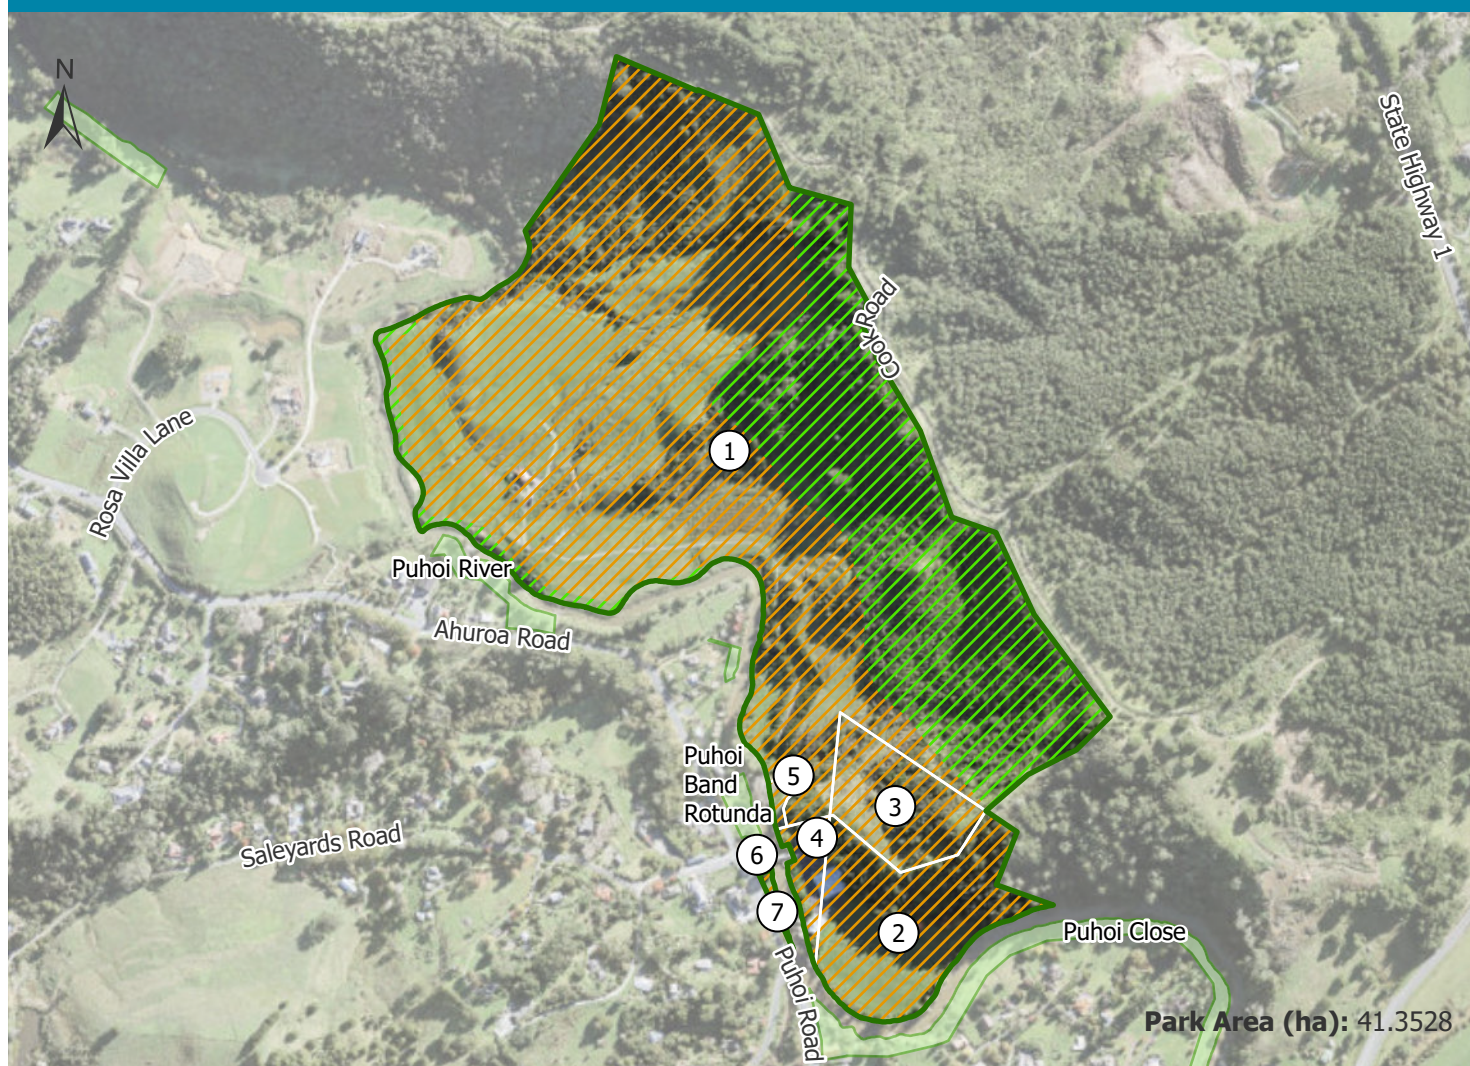 N
State Highway 1
Cook Road
Rosa Villa Lane
1
Puhoi River
Ahuroa Road
Puhoi
Band
Rotunda
5
3
4
Saleyards Road
6
7
2
Puhoi Close
Puhoi Road
Park Area (ha): 41.3528